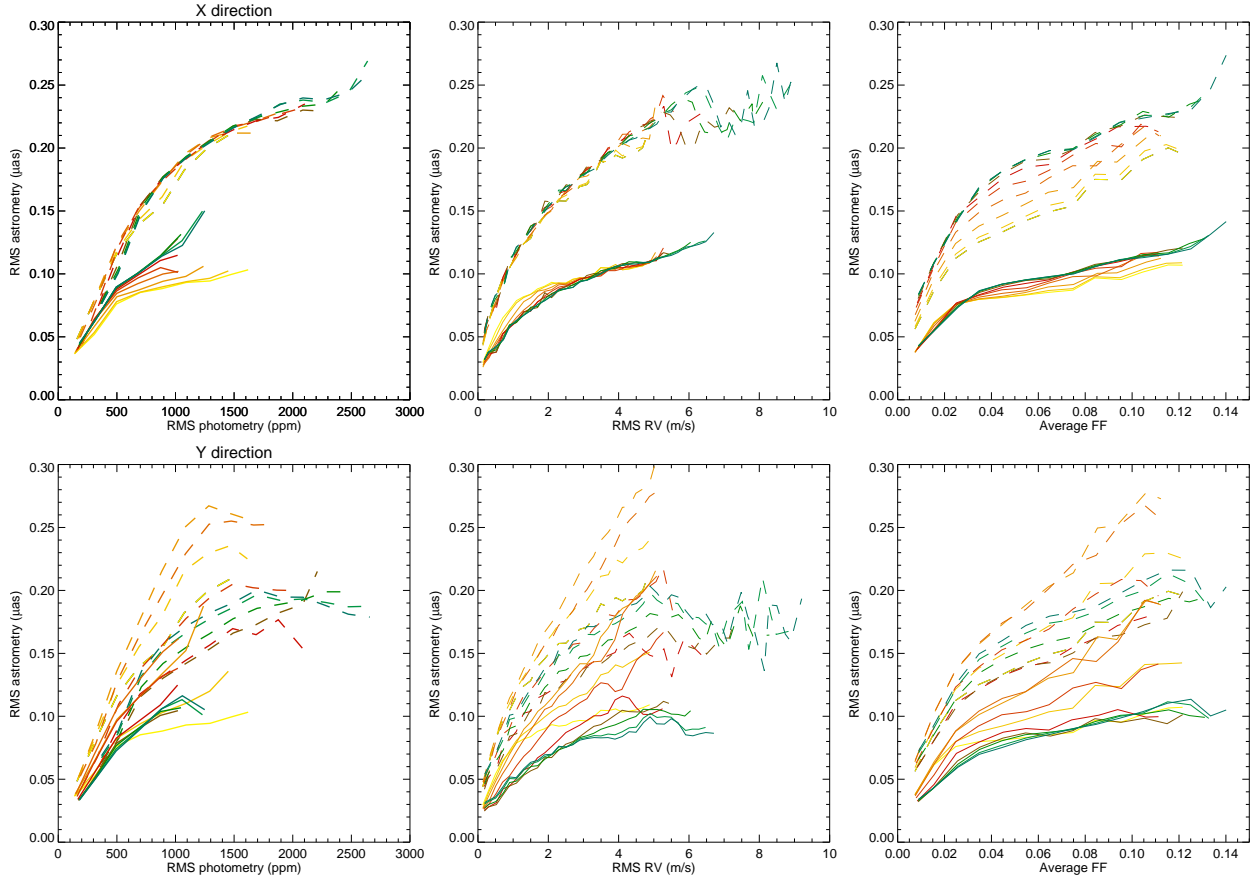 X direction
0.30
0.25
0.20
0.15
0.10
0.05
0.00
RMS astrometry (μas)
0 500 1000 1500 2000 2500 3000
RMS photometry (ppm)
0.30
0.25
0.20
0.15
0.10
0.05
0.00
RMS astrometry (μas)
0 2 4 6 8 10
RMS RV (m/s)
0.30
0.25
0.20
0.15
0.10
0.05
0.00
RMS astrometry (μas)
0.00 0.02 0.04 0.06 0.08 0.10 0.12 0.14
Average FF
Y direction
0.30
0.25
0.20
0.15
0.10
0.05
0.00
RMS astrometry (μas)
0 500 1000 1500 2000 2500 3000
RMS photometry (ppm)
0.30
0.25
0.20
0.15
0.10
0.05
0.00
RMS astrometry (μas)
0 2 4 6 8 10
RMS RV (m/s)
0.30
0.25
0.20
0.15
0.10
0.05
0.00
RMS astrometry (μas)
0.00 0.02 0.04 0.06 0.08 0.10 0.12 0.14
Average FF